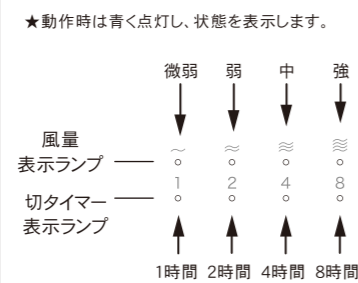 ★動作時は青く点灯し、状態を表示します。
微弱 弱 中 強
風量
表示ランプ
1 2 4 8
切タイマー
表示ランプ
1時間 2時間 4時間 8時間